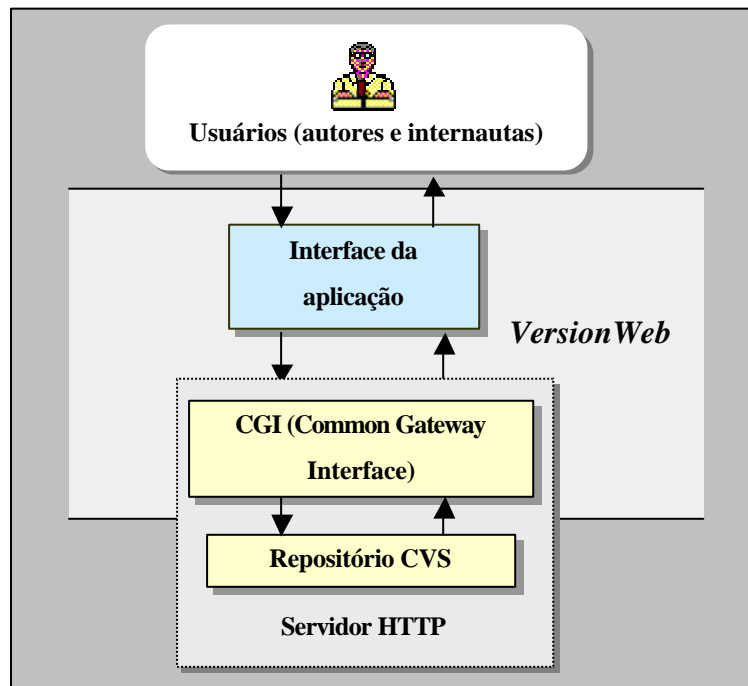 Usuários (autores e internautas)
Interface da
aplicação
VersionWeb
CGI (Common Gateway
Interface)
Repositório CVS
Servidor HTTP